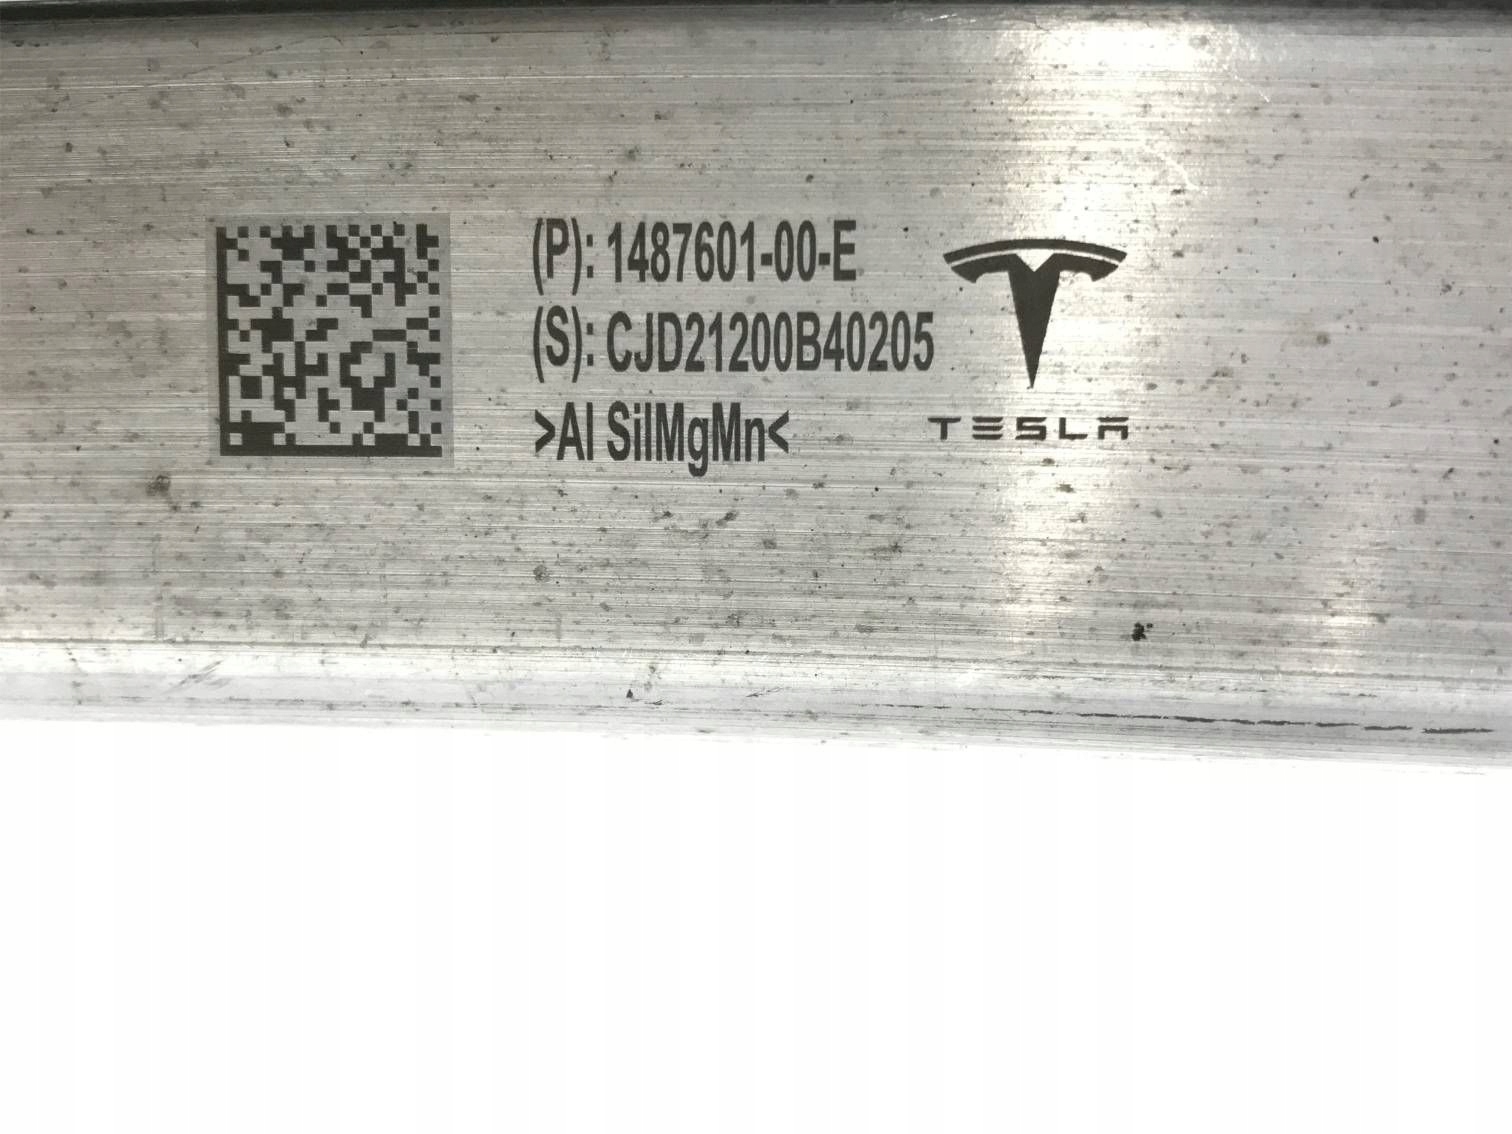 (P): 1487601-00-E
(S): CJD21200B40205
>Al SilMgMn<
TESLA